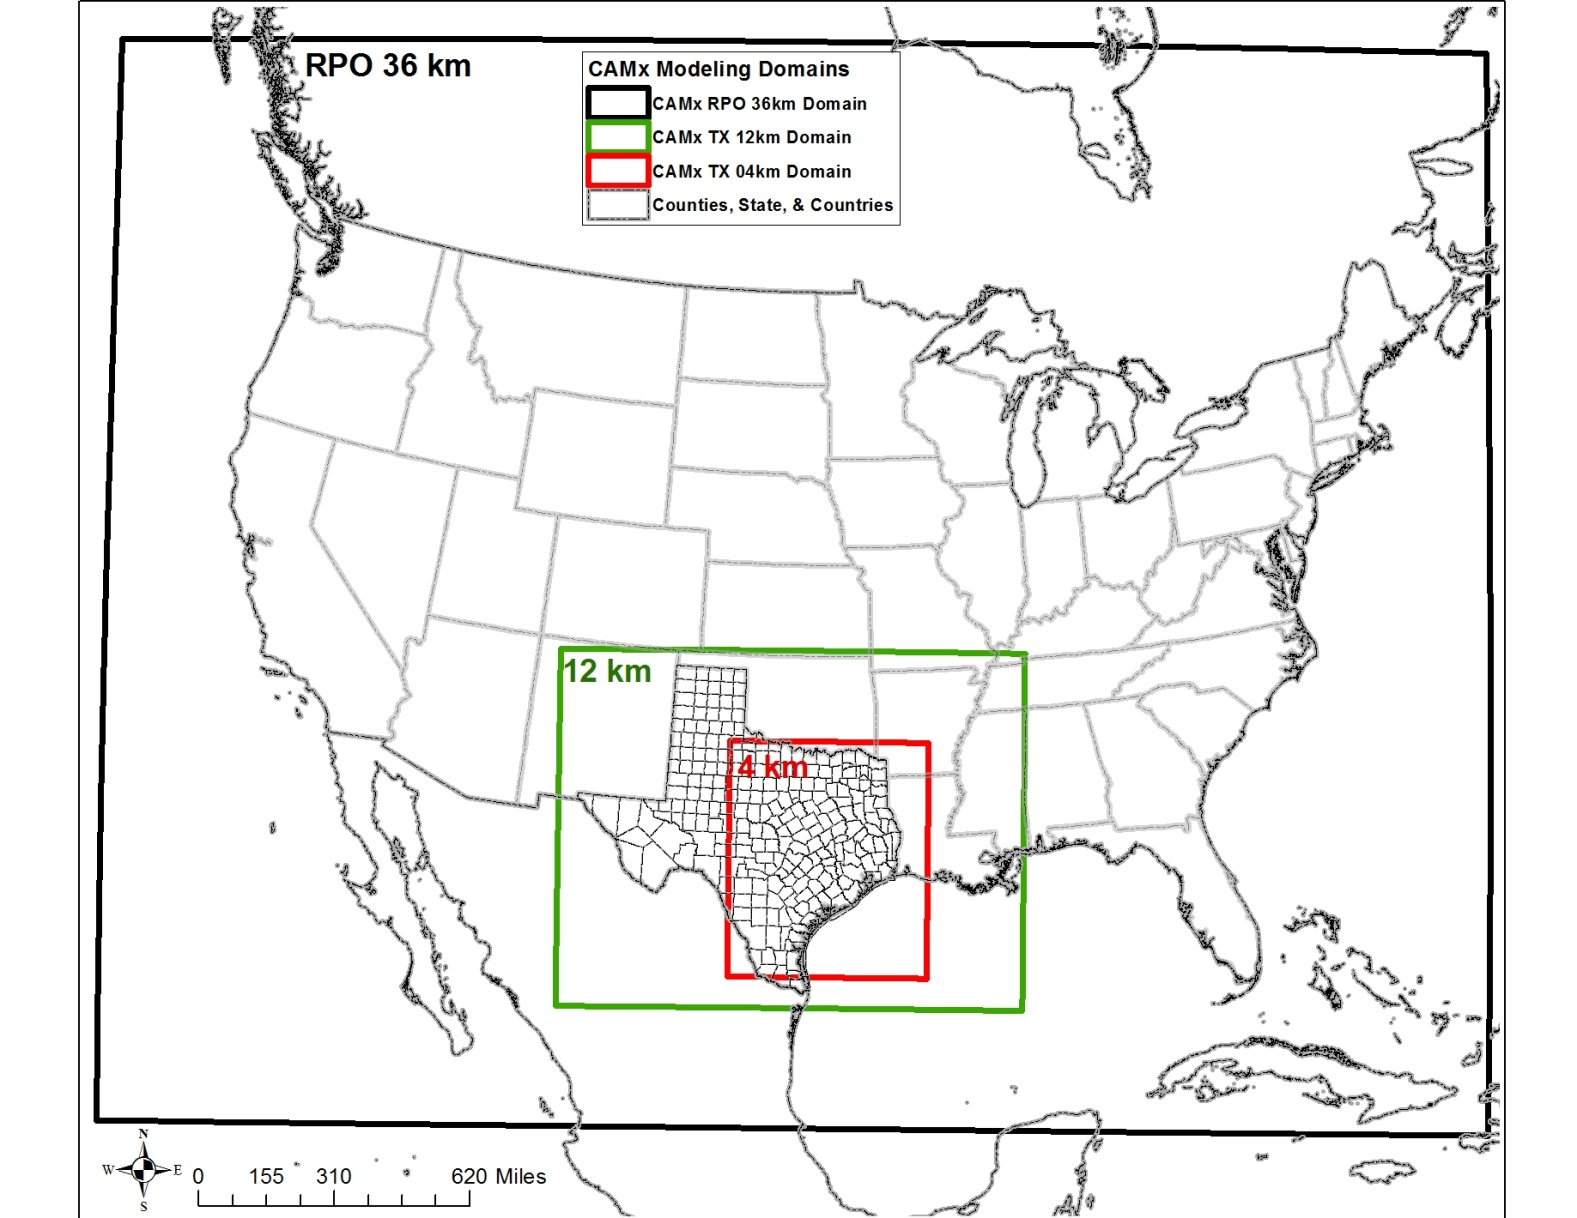 RPO 36 km
CAMx Modeling Domains
CAMx RPO 36km Domain
CAMx TX 12km Domain
CAMx TX 04km Domain
Counties, State, & Countries
12 km
4 km
N
W E
S
0 155 310 620 Miles